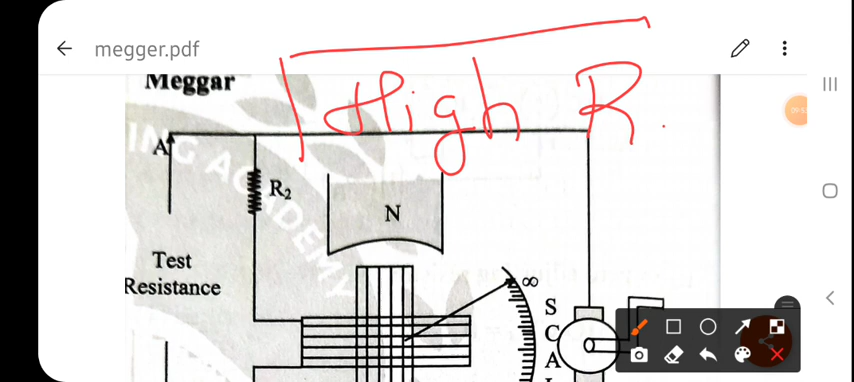 megger.pdf
High R.
Meggar
A
R₂
N
Test
Resistance
∞
S
C
A